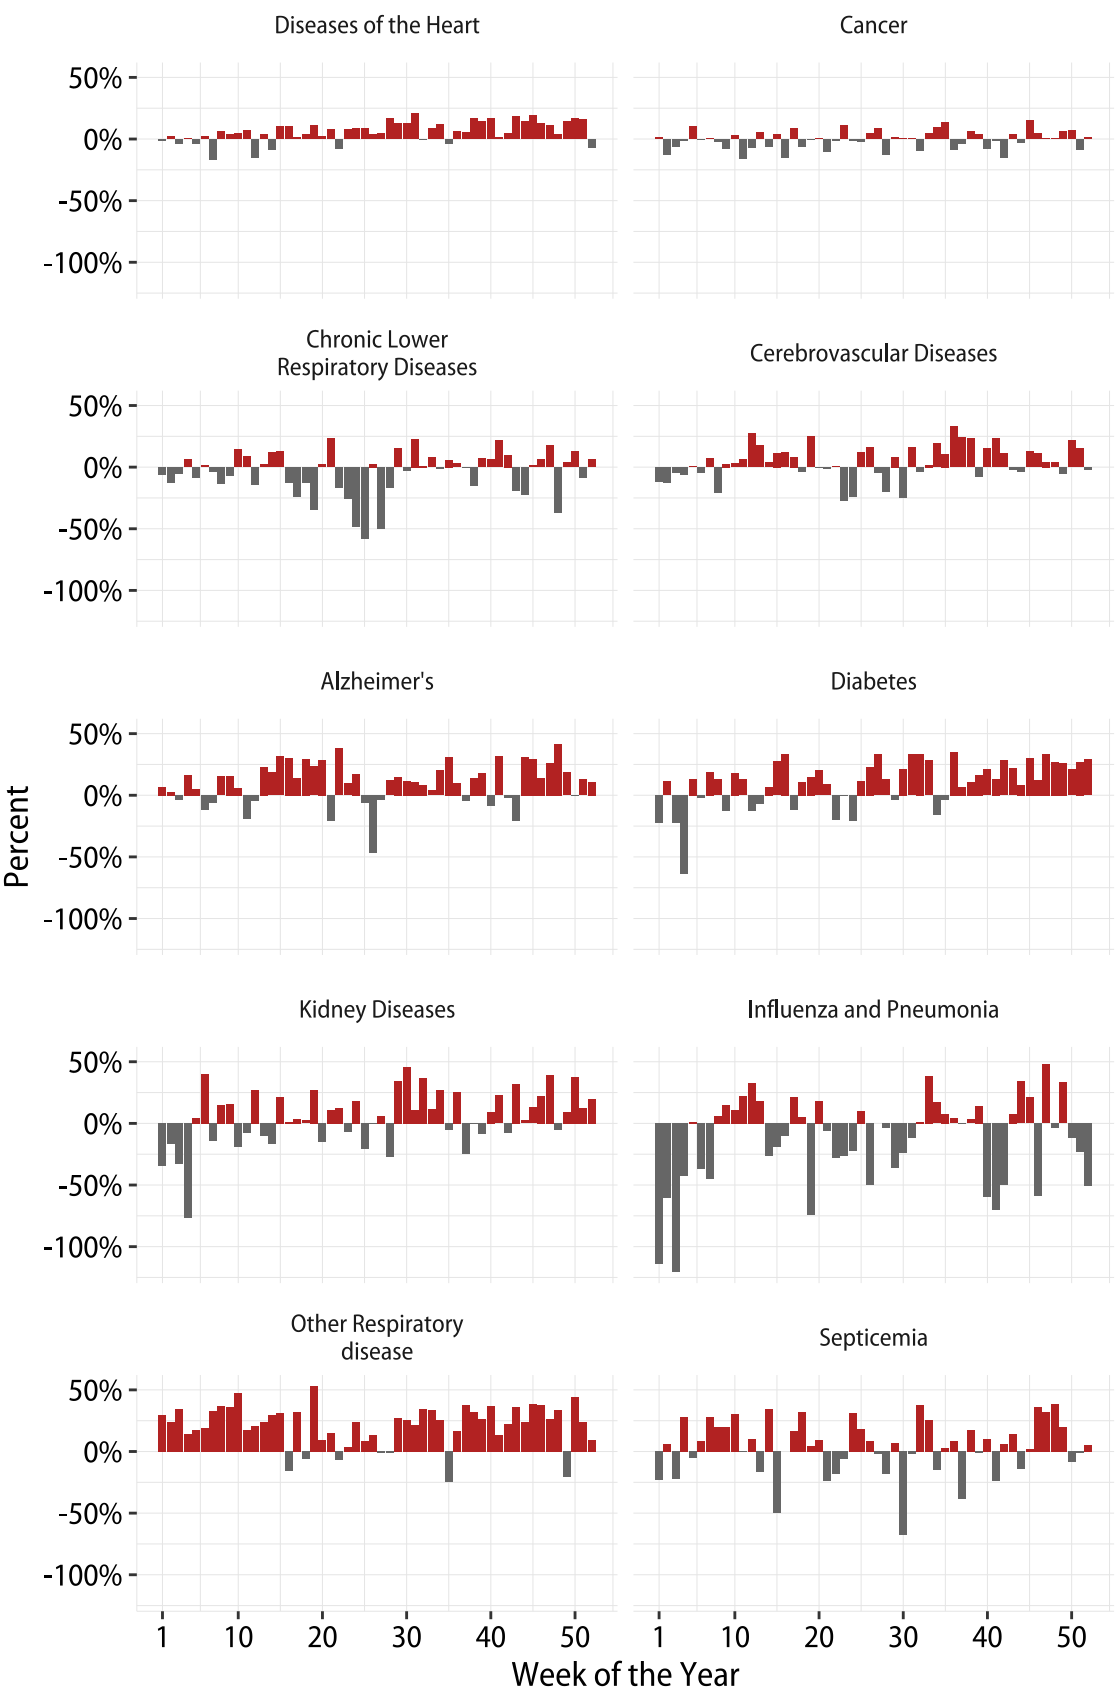 Diseases of the Heart
Cancer
50%
0%
-50%
-100%
Chronic Lower
Respiratory Diseases
Cerebrovascular Diseases
50%
0%
-50%
-100%
Alzheimer's
Diabetes
50%
0%
-50%
-100%
Percent
Kidney Diseases
Influenza and Pneumonia
50%
0%
-50%
-100%
Other Respiratory
disease
Septicemia
50%
0%
-50%
-100%
1 10 20 30 40 50
1 10 20 30 40 50
Week of the Year